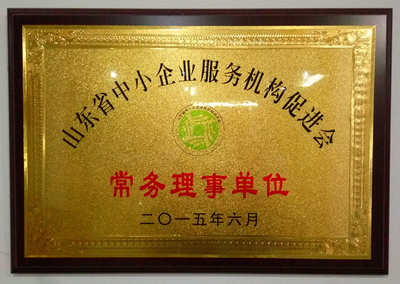 山东省中小企业服务机构促进会
常务理事单位
二〇一五年六月